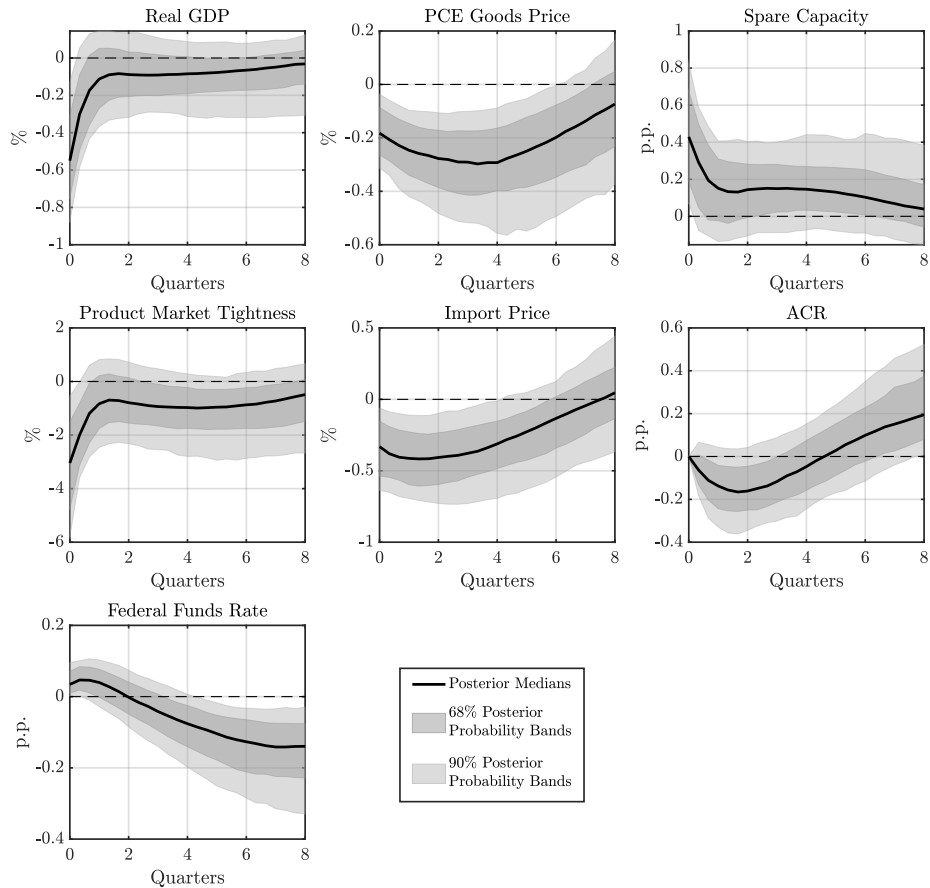 Real GDP
0
-0.2
-0.4
-0.6
-0.8
-1
%
0 2 4 6 8
Quarters
PCE Goods Price
0.2
0
-0.2
-0.4
-0.6
%
0 2 4 6 8
Quarters
Spare Capacity
1
0.8
0.6
0.4
0.2
0
p.p.
0 2 4 6 8
Quarters
Product Market Tightness
2
0
-2
-4
-6
%
0 2 4 6 8
Quarters
Import Price
0.5
0
-0.5
-1
%
0 2 4 6 8
Quarters
ACR
0.6
0.4
0.2
0
-0.2
-0.4
p.p.
0 2 4 6 8
Quarters
Federal Funds Rate
0.2
0
-0.2
-0.4
p.p.
0 2 4 6 8
Quarters
Posterior Medians
68% Posterior
Probability Bands
90% Posterior
Probability Bands